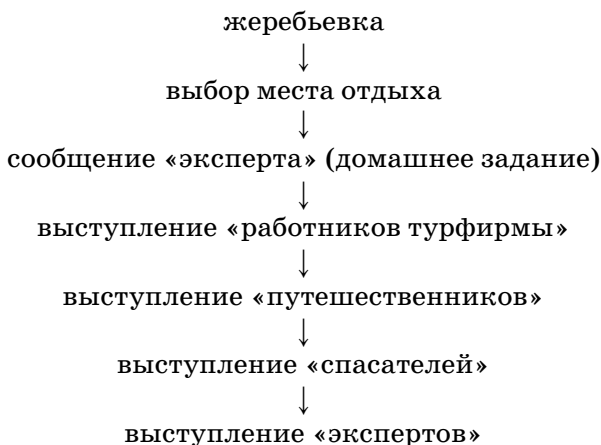 жеребьевка
↓
выбор места отдыха
↓
сообщение «эксперта» (домашнее задание)
↓
выступление «работников турфирмы»
↓
выступление «путешественников»
↓
выступление «спасателей»
↓
выступление «экспертов»